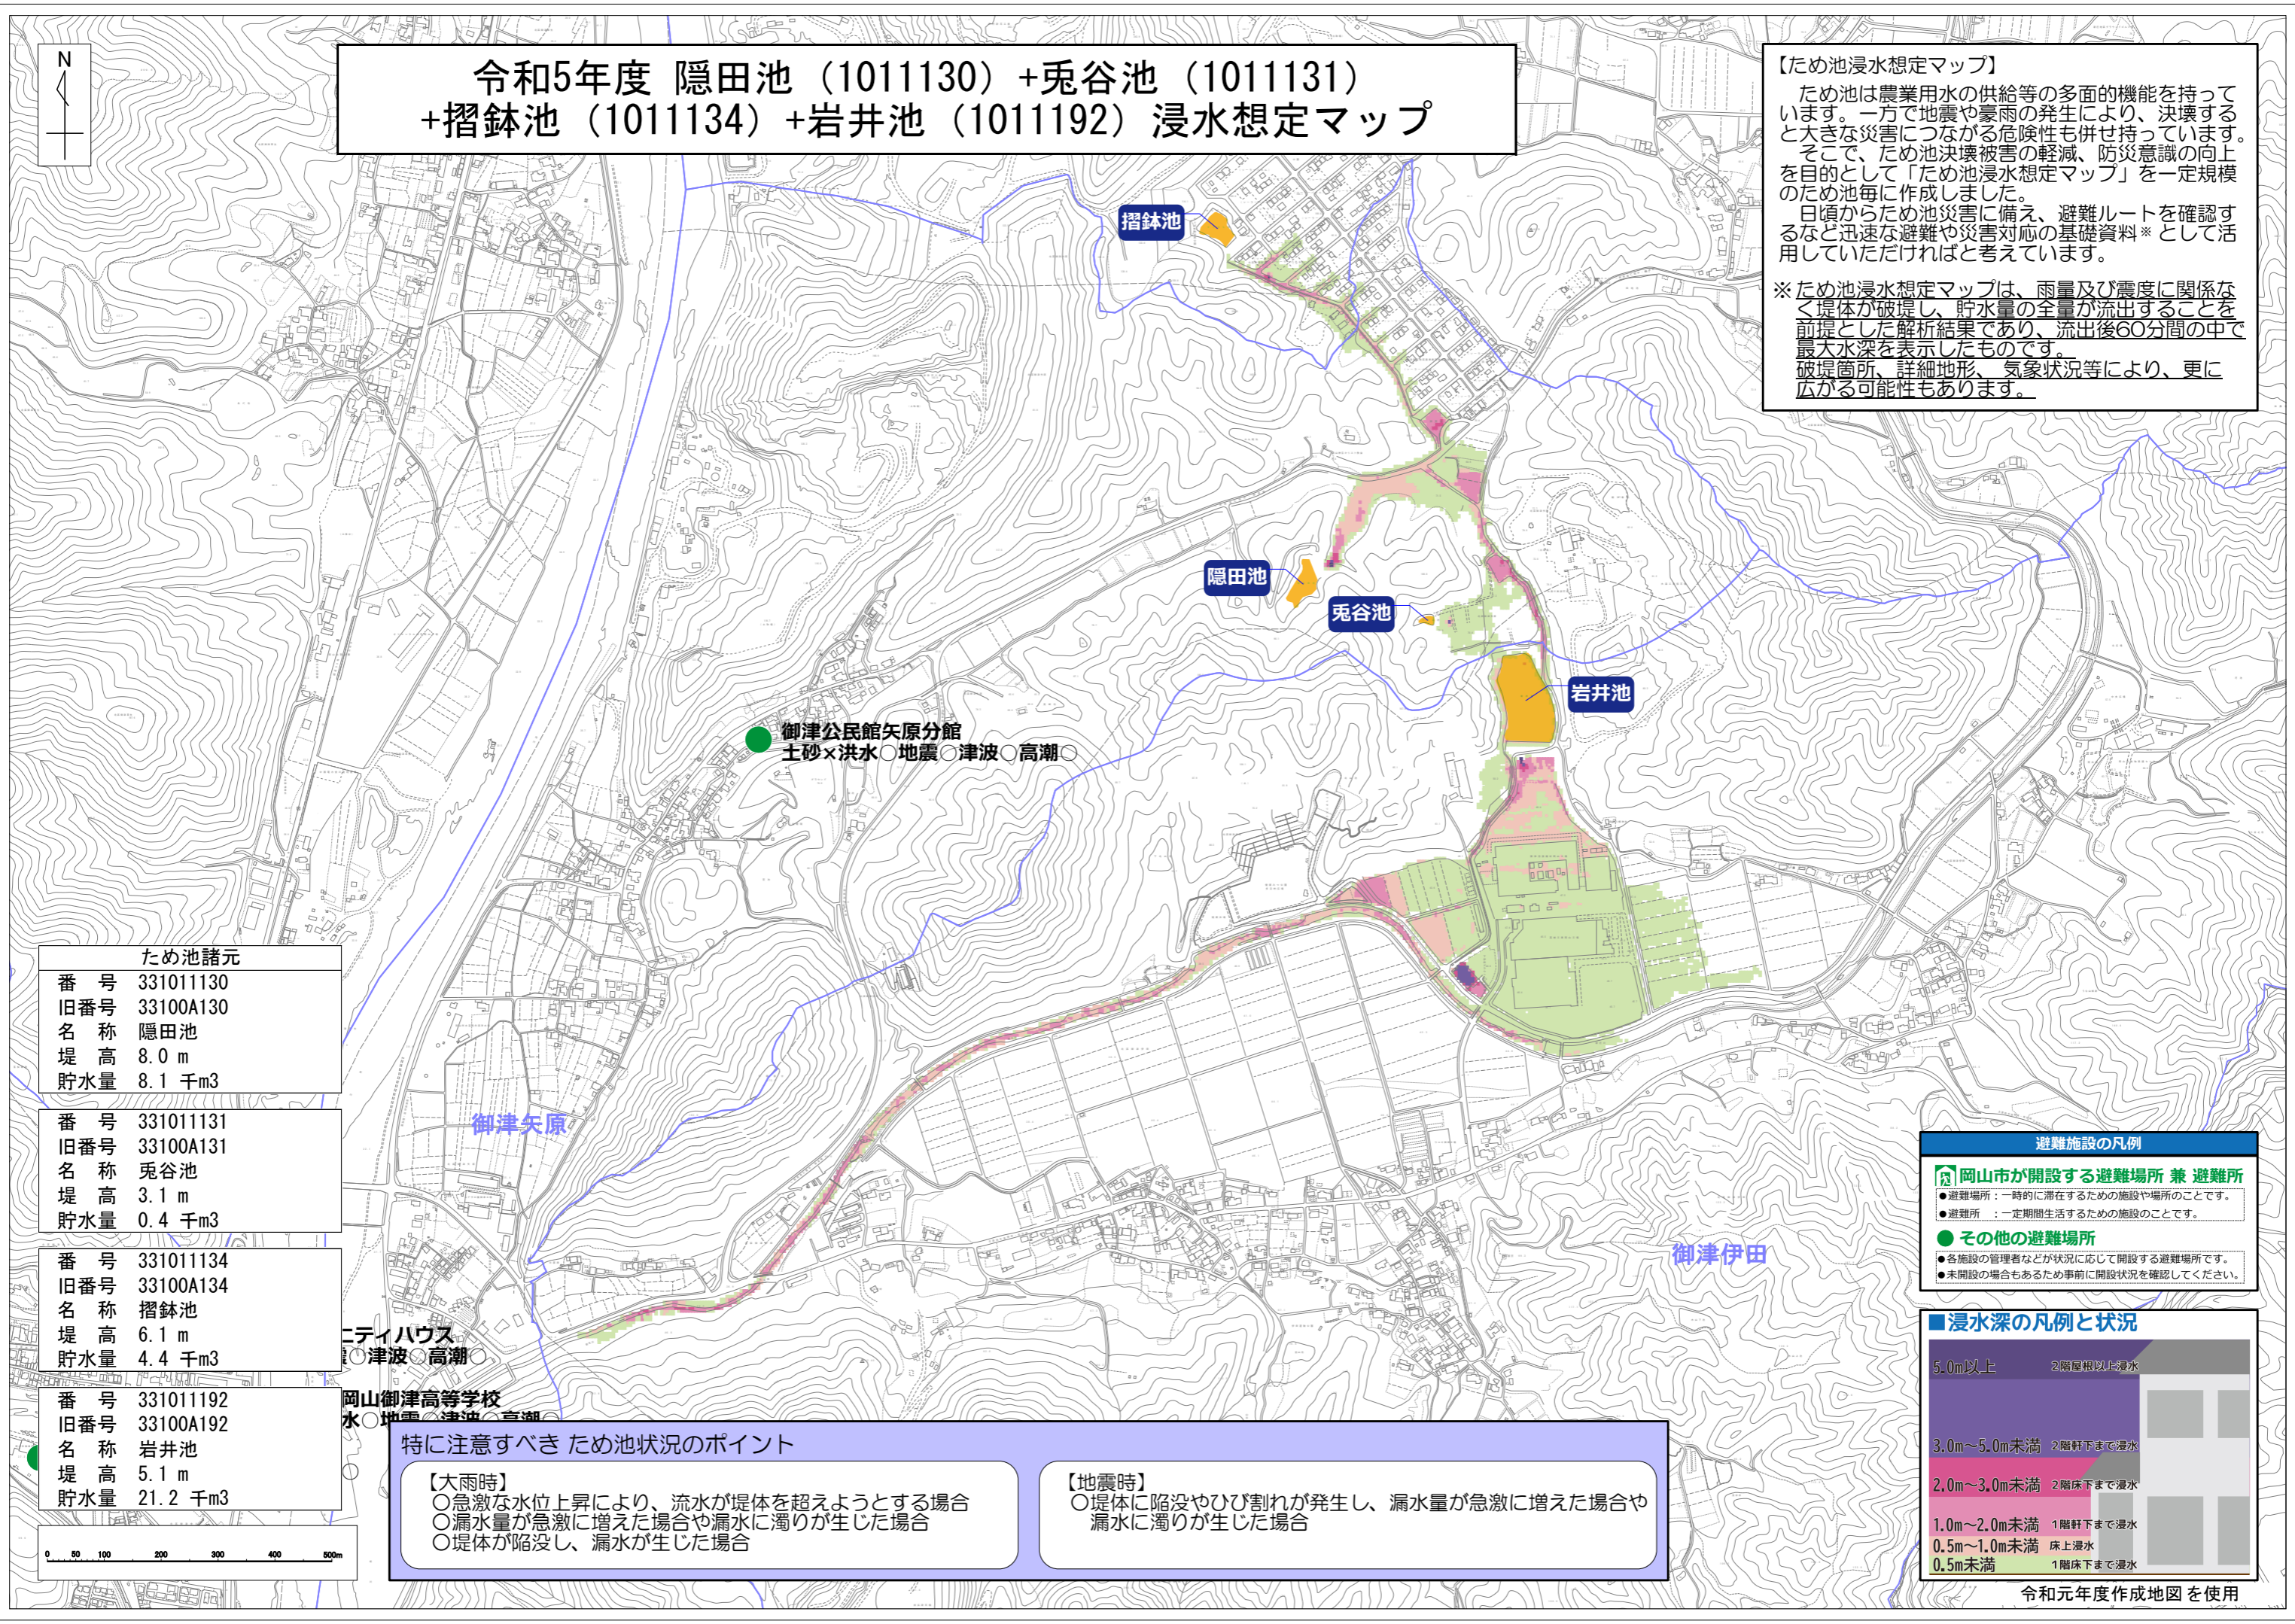 N
令和5年度 隠田池（1011130）+兎谷池（1011131）
+摺鉢池（1011134）+岩井池（1011192）浸水想定マップ
【ため池浸水想定マップ】
ため池は農業用水の供給等の多面的機能を持って
います。一方で地震や豪雨の発生により、決壊する
と大きな災害につながる危険性も併せ持っています。
そこで、ため池決壊被害の軽減、防災意識の向上
を目的として「ため池浸水想定マップ」を一定規模
のため池毎に作成しました。
日頃からため池災害に備え、避難ルートを確認す
るなど迅速な避難や災害対応の基礎資料※として活
用していただければと考えています。
※ため池浸水想定マップは、雨量及び震度に関係な
く堤体が破堤し、貯水量の全量が流出することを
前提とした解析結果であり、流出後60分間の中で
最大水深を表示したものです。
破堤箇所、詳細地形、 気象状況等により、更に
広がる可能性もあります。
摺鉢池
隠田池
兎谷池
岩井池
御津公民館矢原分館
土砂×洪水○地震○津波○高潮○
御津矢原
御津伊田
ため池諸元
番 号 331011130
旧番号 33100A130
名 称 隠田池
堤 高 8.0 m
貯水量 8.1 千m3
番 号 331011131
旧番号 33100A131
名 称 兎谷池
堤 高 3.1 m
貯水量 0.4 千m3
番 号 331011134
旧番号 33100A134
名 称 摺鉢池
堤 高 6.1 m
貯水量 4.4 千m3
番 号 331011192
旧番号 33100A192
名 称 岩井池
堤 高 5.1 m
貯水量 21.2 千m3
ニティハウス
○津波○高潮○
岡山御津高等学校
水○地震○津波○高潮○
0 50 100 200 300 400 500m
特に注意すべき ため池状況のポイント
【大雨時】
○急激な水位上昇により、流水が堤体を超えようとする場合
○漏水量が急激に増えた場合や漏水に濁りが生じた場合
○堤体が陥没し、漏水が生じた場合
【地震時】
○堤体に陥没やひび割れが発生し、漏水量が急激に増えた場合や
漏水に濁りが生じた場合
避難施設の凡例
岡山市が開設する避難場所 兼 避難所
●避難場所：一時的に滞在するための施設や場所のことです。
●避難所 ：一定期間生活するための施設のことです。
その他の避難場所
●各施設の管理者などが状況に応じて開設する避難場所です。
●未開設の場合もあるため事前に開設状況を確認してください。
■浸水深の凡例と状況
5.0m以上 2階屋根以上浸水
3.0m～5.0m未満 2階軒下まで浸水
2.0m～3.0m未満 2階床下まで浸水
1.0m～2.0m未満 1階軒下まで浸水
0.5m～1.0m未満 床上浸水
0.5m未満 1階床下まで浸水
令和元年度作成地図を使用